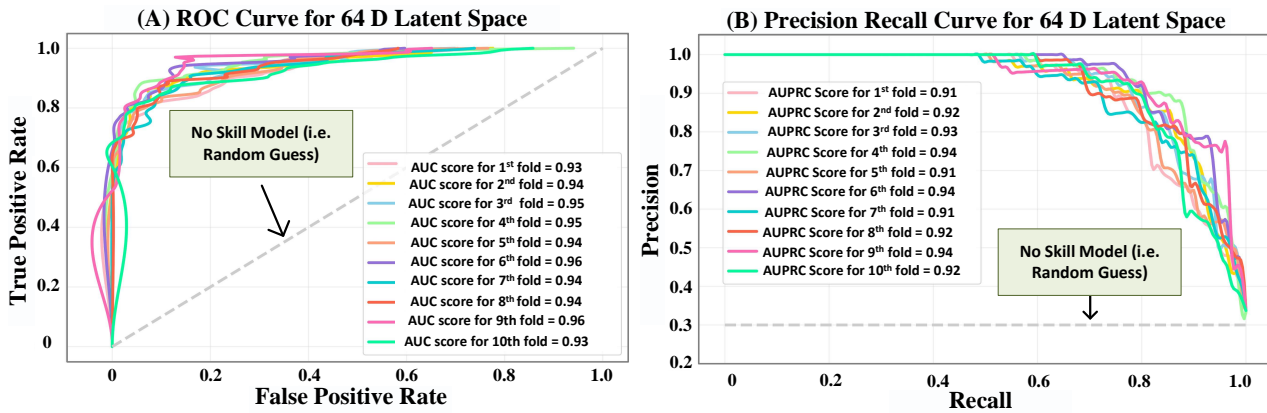 (A) ROC Curve for 64 D Latent Space
True Positive Rate
1.0
0.8
0.6
0.4
0.2
0
No Skill Model (i.e.
Random Guess)
AUC score for 1st fold = 0.93
AUC score for 2nd fold = 0.94
AUC score for 3rd fold = 0.95
AUC score for 4th fold = 0.95
AUC score for 5th fold = 0.94
AUC score for 6th fold = 0.96
AUC score for 7th fold = 0.94
AUC score for 8th fold = 0.94
AUC score for 9th fold = 0.96
AUC score for 10th fold = 0.93
0 0.2 0.4 0.6 0.8 1.0
False Positive Rate
(B) Precision Recall Curve for 64 D Latent Space
Precision
1.0
0.9
0.8
0.7
0.6
0.5
0.4
0.3
0.2
AUPRC Score for 1st fold = 0.91
AUPRC Score for 2nd fold = 0.92
AUPRC Score for 3rd fold = 0.93
AUPRC Score for 4th fold = 0.94
AUPRC Score for 5th fold = 0.91
AUPRC Score for 6th fold = 0.94
AUPRC Score for 7th fold = 0.91
AUPRC Score for 8th fold = 0.92
AUPRC Score for 9th fold = 0.94
AUPRC Score for 10th fold = 0.92
No Skill Model (i.e.
Random Guess)
0 0.2 0.4 0.6 0.8 1.0
Recall